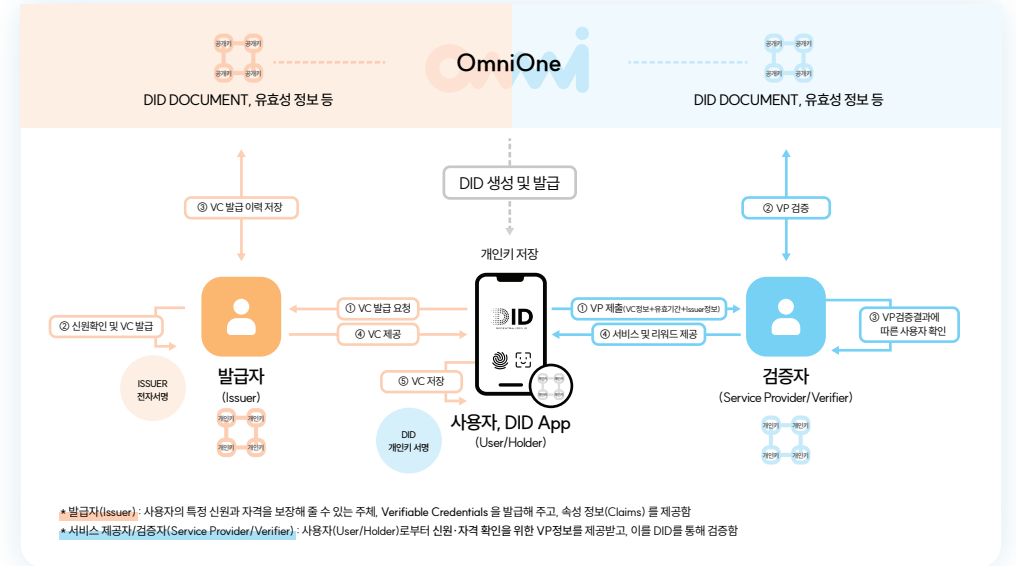 공개키 공개키
공개키 공개키
DID DOCUMENT, 유효성 정보 등
omni
OmniOne
공개키 공개키
공개키 공개키
DID DOCUMENT, 유효성 정보 등
DID 생성 및 발급
③ VC 발급 이력 저장
② VP 검증
개인키 저장
② 신원확인 및 VC 발급
① VC 발급 요청
④ VC 제공
DID
① VP 제출(VC정보+유효기간+Issuer정보)
④ 서비스 및 리워드 제공
③ VP검증결과에
따른 사용자 확인
⑤ VC 저장
ISSUER
전자서명
발급자
(Issuer)
개인키 개인키
개인키 개인키
DID
개인키 서명
사용자, DID App
(User/Holder)
검증자
(Service Provider/Verifier)
개인키 개인키
개인키 개인키
* 발급자(Issuer) : 사용자의 특정 신원과 자격을 보장해 줄 수 있는 주체, Verifiable Credentials 을 발급해 주고, 속성 정보(Claims) 를 제공함
* 서비스 제공자/검증자(Service Provider/Verifier) : 사용자(User/Holder)로부터 신원·자격 확인을 위한 VP정보를 제공받고, 이를 DID를 통해 검증함